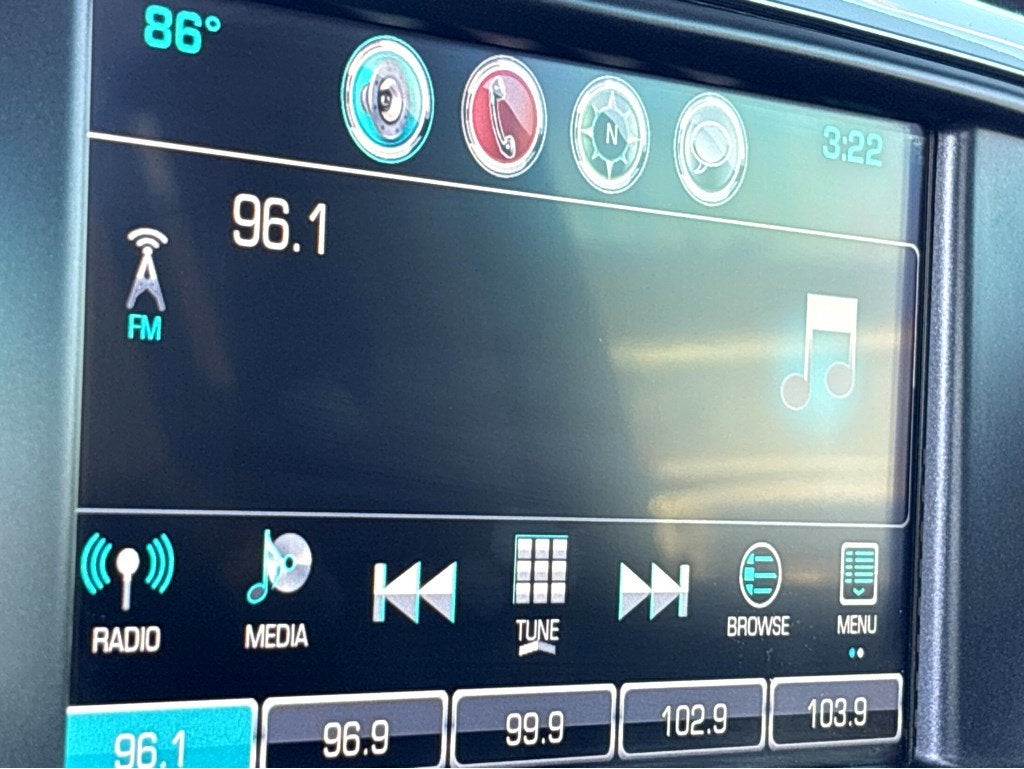 86°
N
3:22
96.1
FM
RADIO
MEDIA
TUNE
BROWSE
MENU
96.1
96.9
99.9
102.9
103.9